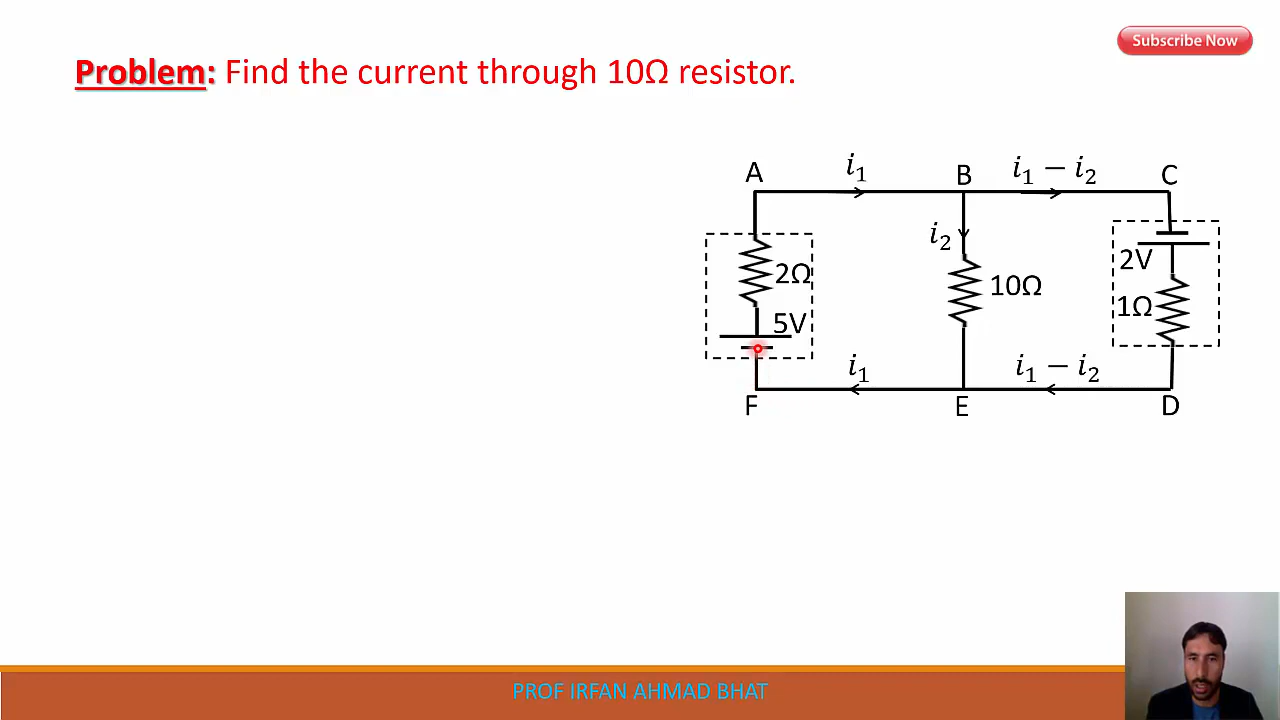 Subscribe Now
Problem: Find the current through 10Ω resistor.
A i₁ B i₁ − i₂ C
i₂
2Ω 10Ω 2V
5V 1Ω
i₁ i₁ − i₂
F E D
PROF IRFAN AHMAD BHAT